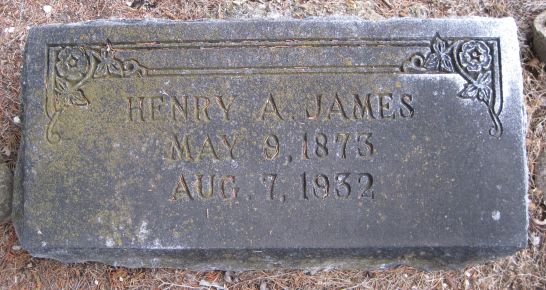 HENRY A. JAMES
MAY 9, 1873
AUG. 7, 1932